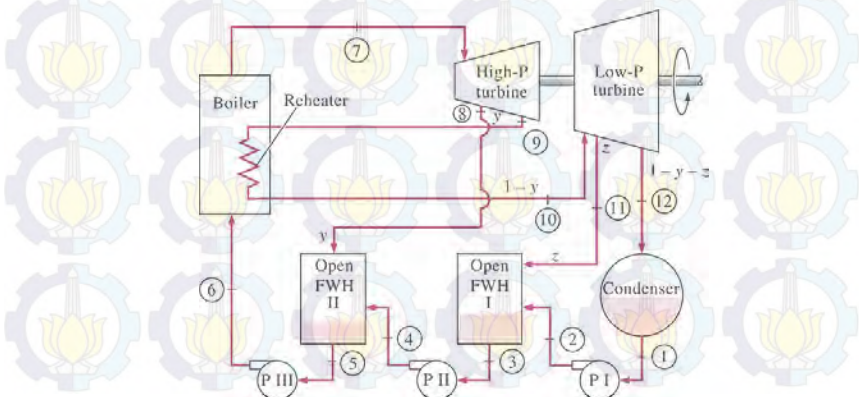 7
High-P
turbine
Low-P
turbine
Boiler
Reheater
8
y
9
z
1 – y
10
11
1 – y – z
12
y
z
6
Open
FWH
II
Open
FWH
I
Condenser
4
2
5
3
1
P III
P II
P I